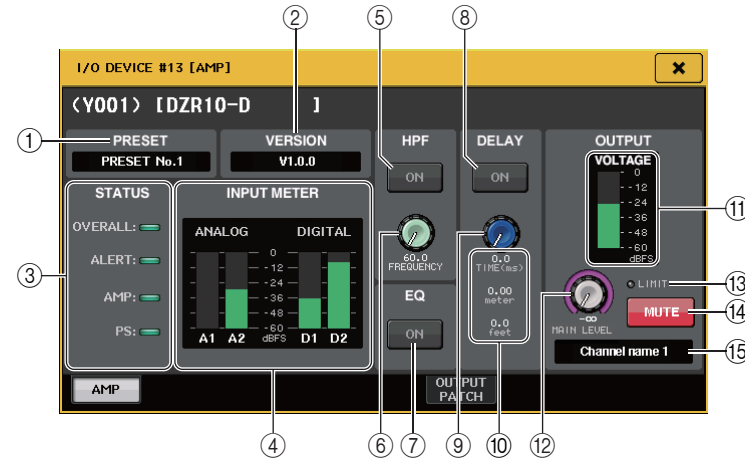 ② ⑤ ⑧
I/O DEVICE #13 [AMP]
(Y001) [DZR10-D ]
①
PRESET
PRESET No.1
VERSION
V1.0.0
③
STATUS
OVERALL:
ALERT:
AMP:
PS:
INPUT METER
ANALOG DIGITAL
0
-12
-24
-36
-48
-60
A1 A2 dBFS D1 D2
HPF
ON
60.0
FREQUENCY
EQ
ON
DELAY
ON
0.0
TIME(ms)
0.00
meter
0.0
feet
OUTPUT
VOLTAGE
0
-12
-24
-36
-48
-60
dBFS
⑪
LIMIT
⑬
-∞
MAIN LEVEL
MUTE
⑭
Channel name 1
⑮
AMP
OUTPUT
PATCH
④ ⑥ ⑦ ⑨ ⑩ ⑫